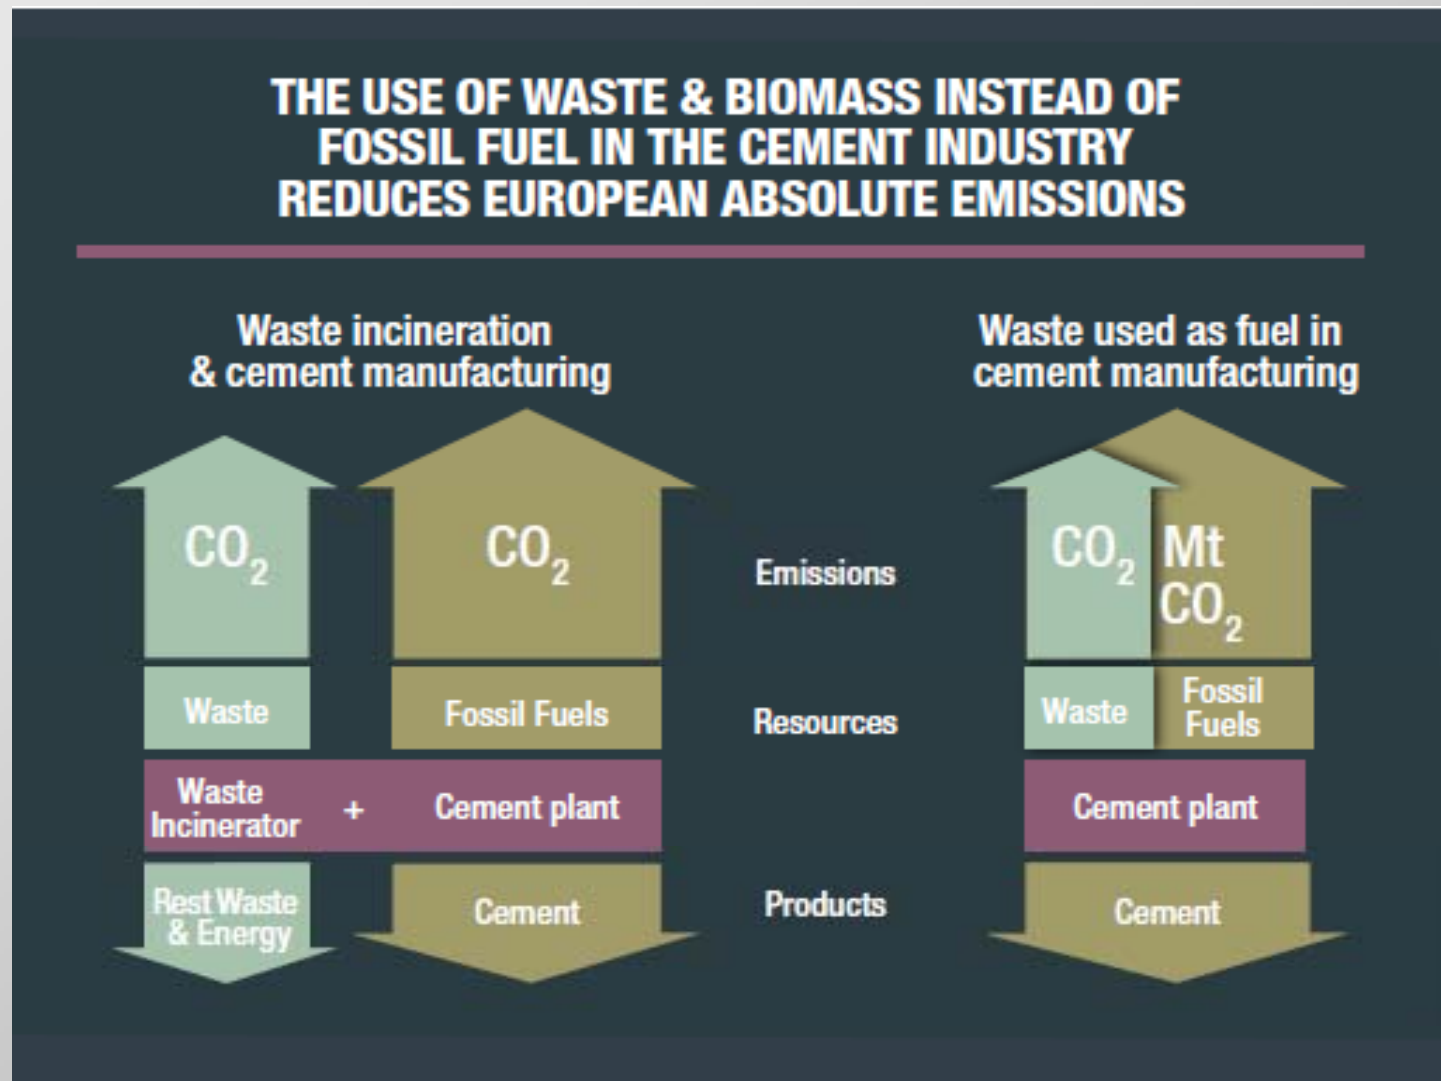 THE USE OF WASTE & BIOMASS INSTEAD OF
FOSSIL FUEL IN THE CEMENT INDUSTRY
REDUCES EUROPEAN ABSOLUTE EMISSIONS
Waste incineration
& cement manufacturing
Waste used as fuel in
cement manufacturing
CO₂
CO₂
Emissions
CO₂
Mt
CO₂
Waste
Fossil Fuels
Resources
Waste
Fossil
Fuels
Waste
Incinerator
+
Cement plant
Cement plant
Rest Waste
& Energy
Cement
Products
Cement